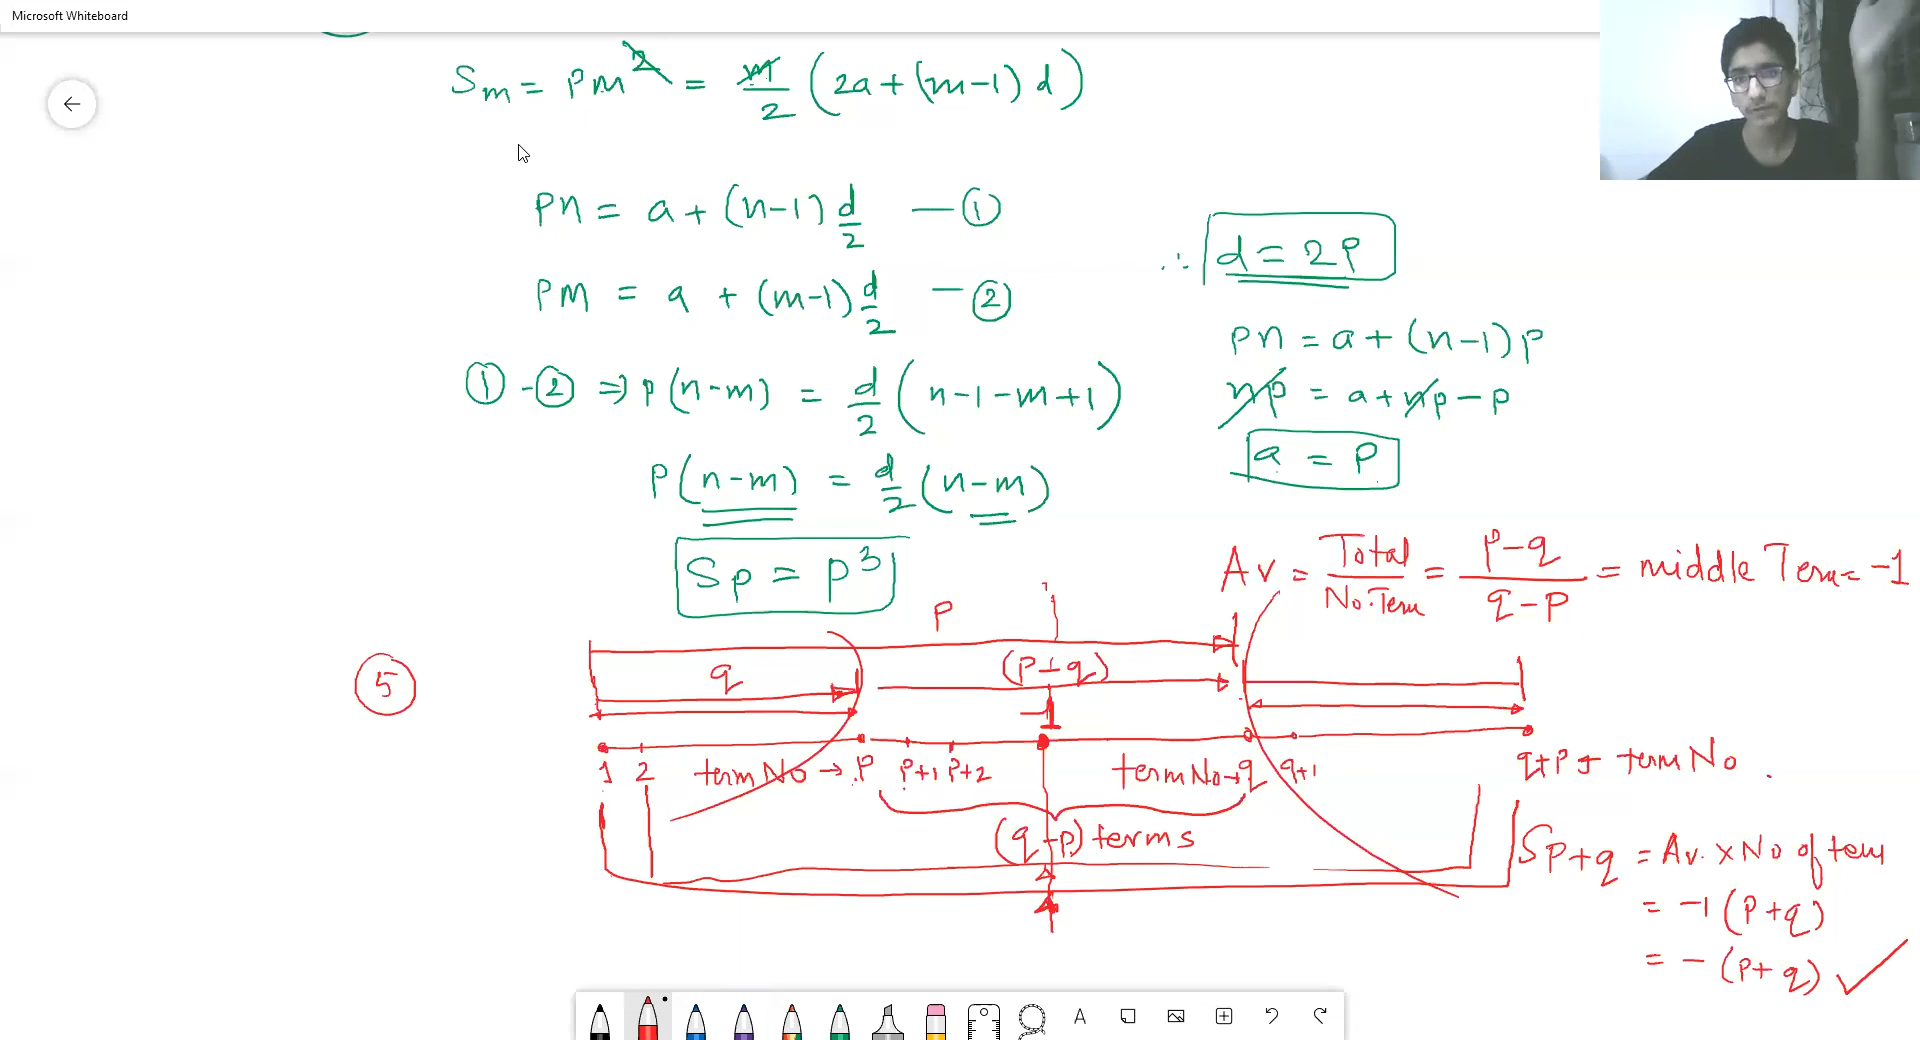 Microsoft Whiteboard
Sm = pm² = m/2 (2a + (m-1) d)
pn = a + (n-1) d/2 — ①
pm = a + (m-1) d/2 — ②
① - ② ⇒ p(n-m) = d/2 (n-1-m+1)
p(n-m) = d/2 (n-m)
Sp = p³
∴ d = 2p
pn = a + (n-1) p
np = a + np - p
a = p
Av = Total/No. Term = p-q/q-p = middle Term = -1
⑤
p
q
(p+q)
-1
1 2 term No → p p+1 p+2 term No → q q+1 q+p term No.
(q-p) terms
Sp+q = Av. × No of term
= -1 (p+q)
= - (p+q) ✓
A